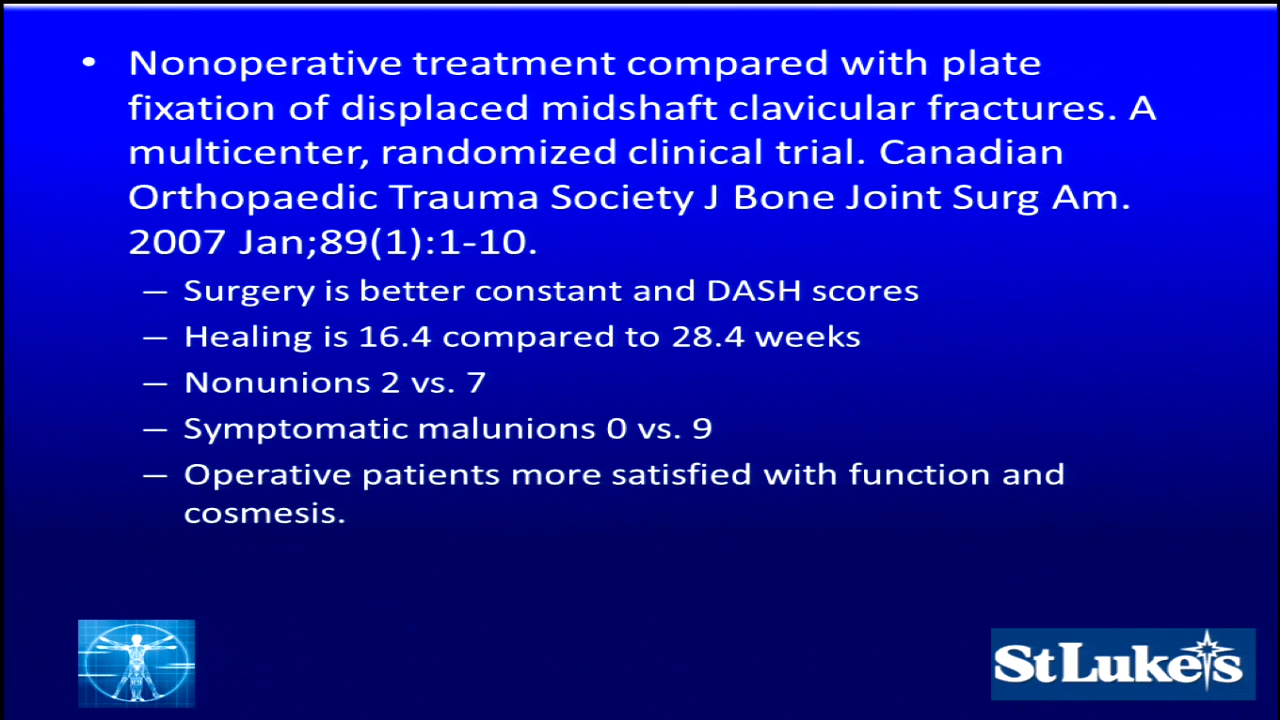 • Nonoperative treatment compared with plate
fixation of displaced midshaft clavicular fractures. A
multicenter, randomized clinical trial. Canadian
Orthopaedic Trauma Society J Bone Joint Surg Am.
2007 Jan;89(1):1-10.
– Surgery is better constant and DASH scores
– Healing is 16.4 compared to 28.4 weeks
– Nonunions 2 vs. 7
– Symptomatic malunions 0 vs. 9
– Operative patients more satisfied with function and
cosmesis.
StLuke's